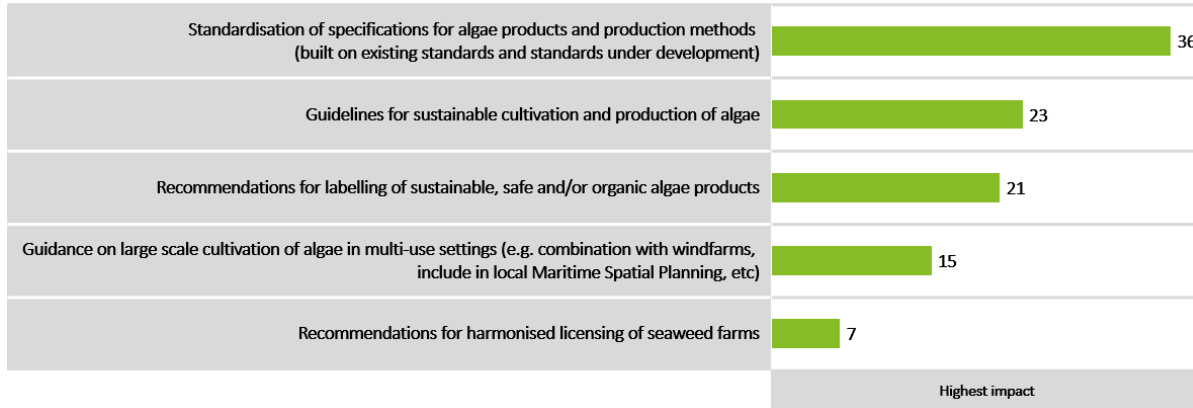 Standardisation of specifications for algae products and production methods
(built on existing standards and standards under development)
36
Guidelines for sustainable cultivation and production of algae
23
Recommendations for labelling of sustainable, safe and/or organic algae products
21
Guidance on large scale cultivation of algae in multi-use settings (e.g. combination with windfarms,
include in local Maritime Spatial Planning, etc)
15
Recommendations for harmonised licensing of seaweed farms
7
Highest impact